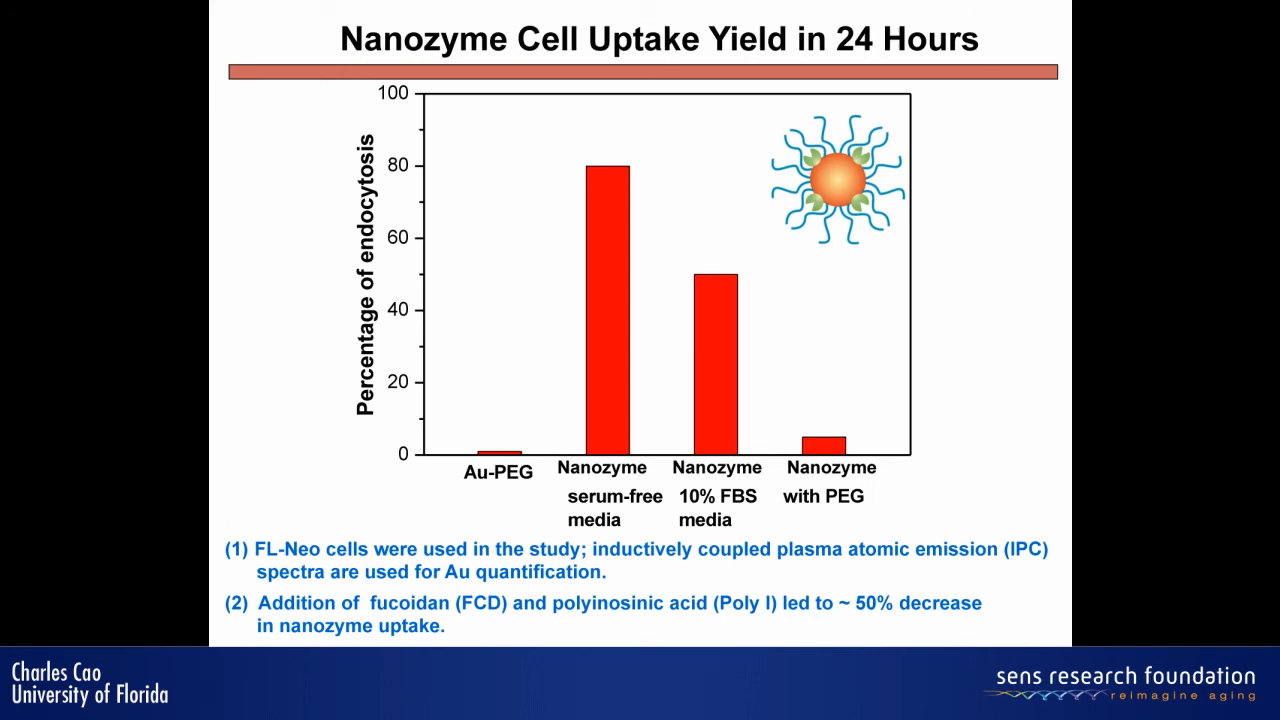 Nanozyme Cell Uptake Yield in 24 Hours
100
80
60
40
20
0
Percentage of endocytosis
Au-PEG
Nanozyme
serum-free
media
Nanozyme
10% FBS
media
Nanozyme
with PEG
(1) FL-Neo cells were used in the study; inductively coupled plasma atomic emission (IPC)
spectra are used for Au quantification.
(2) Addition of fucoidan (FCD) and polyinosinic acid (Poly I) led to ~ 50% decrease
in nanozyme uptake.
Charles Cao
University of Florida
sens research foundation
reimagine aging